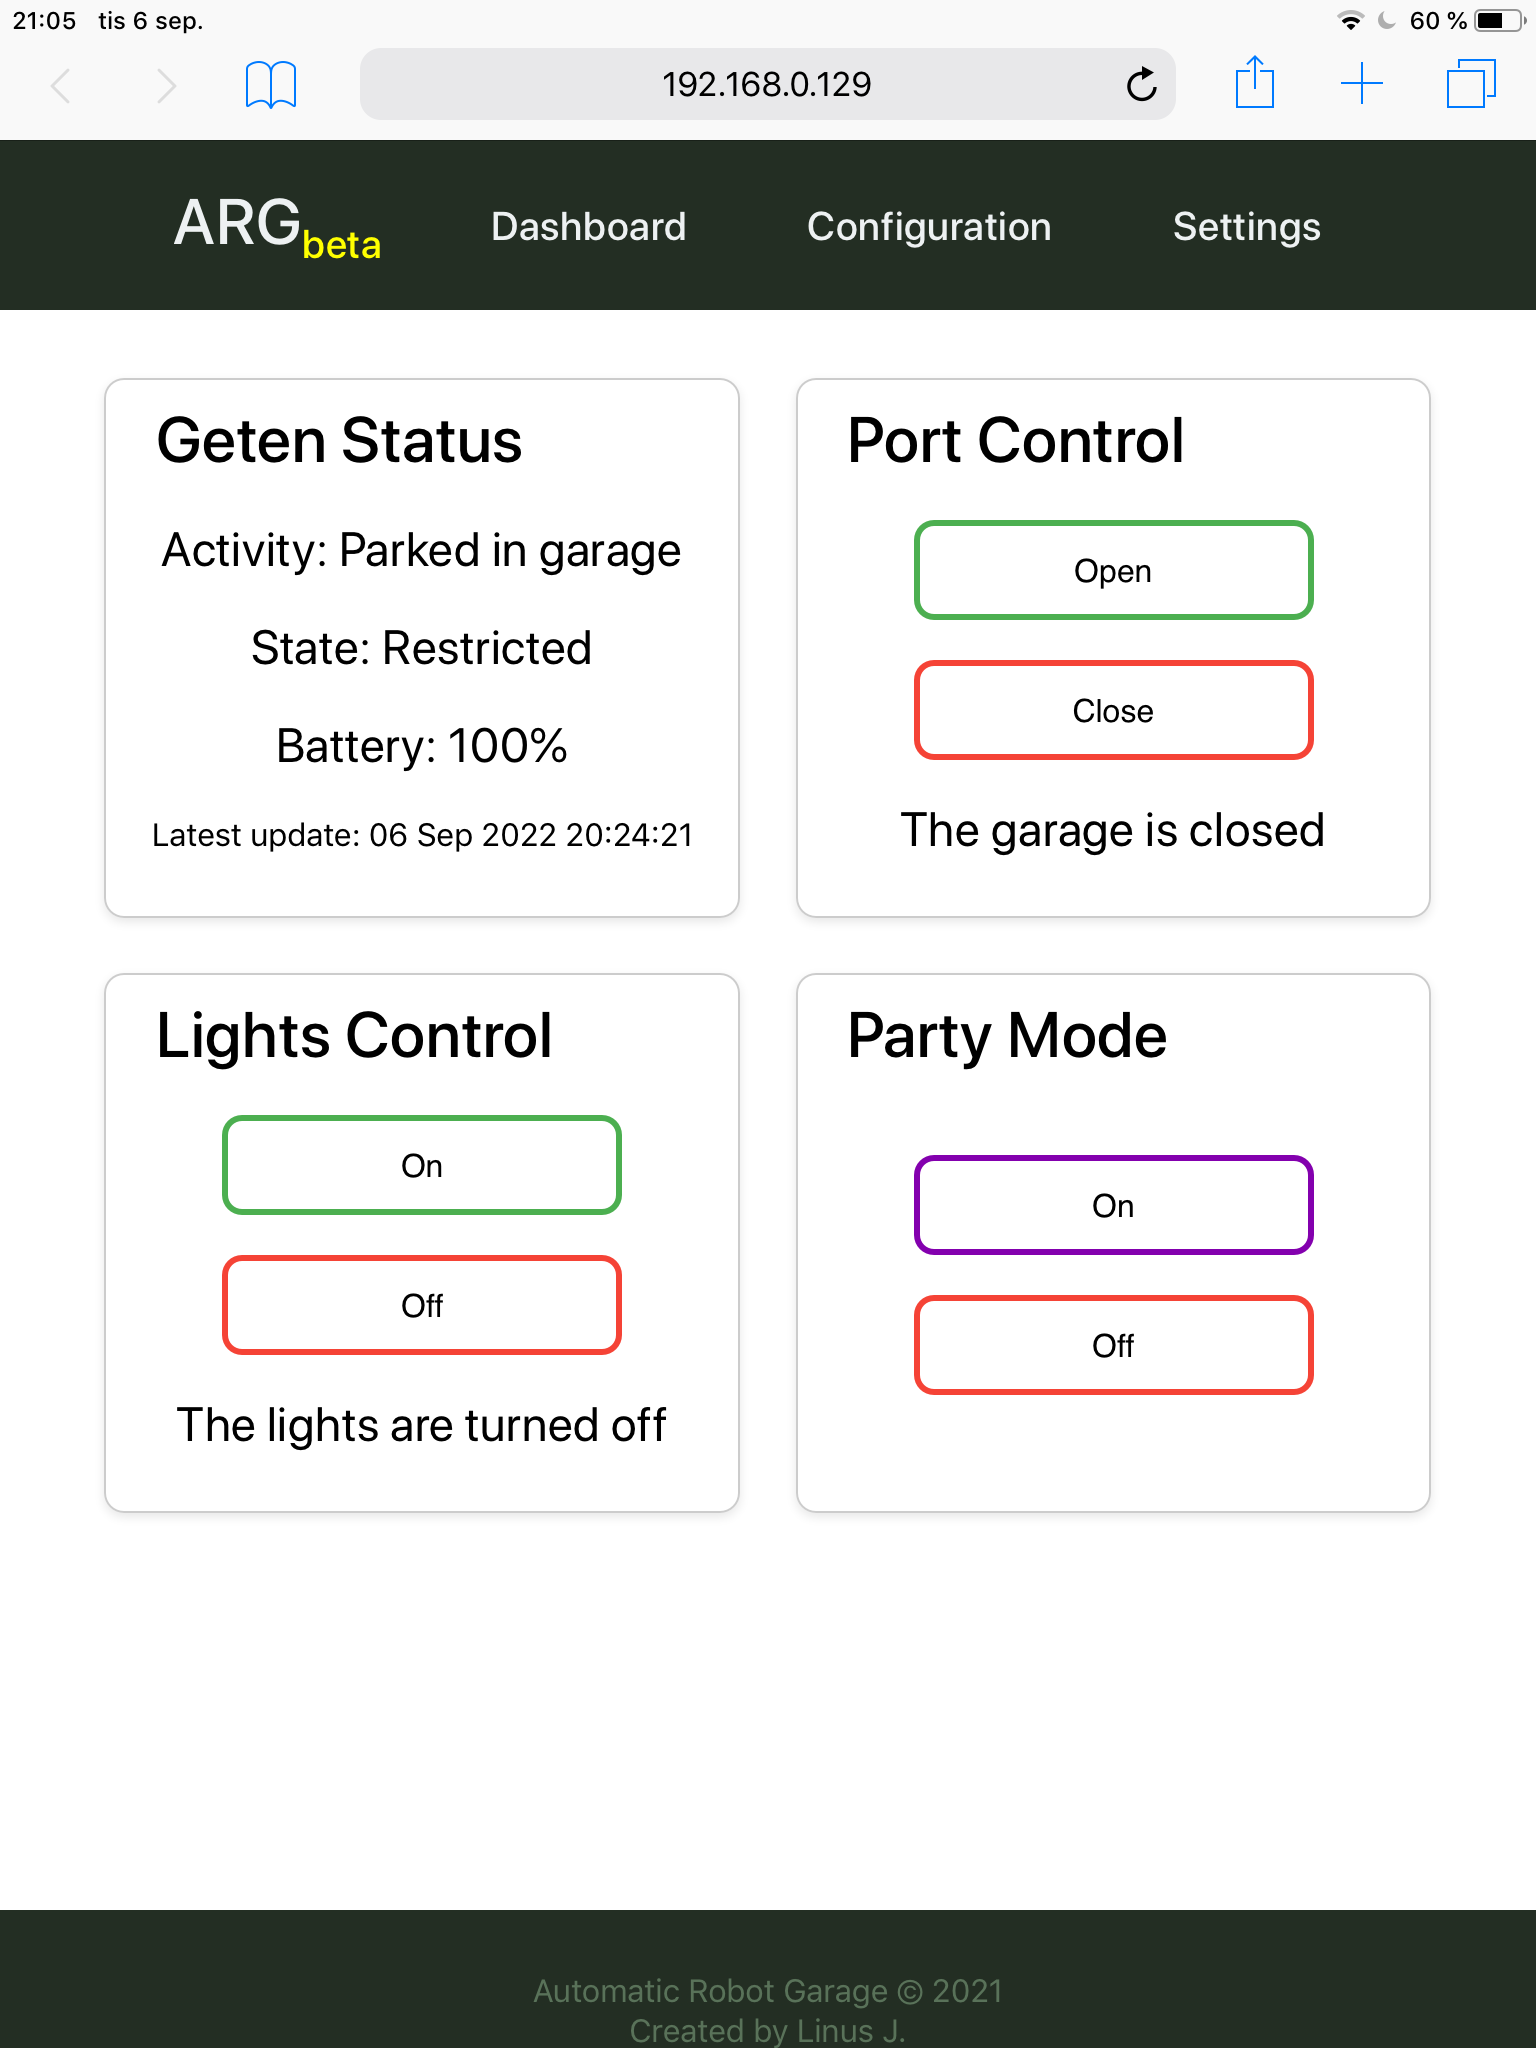 21:05 tis 6 sep. 60 %
192.168.0.129
ARG beta Dashboard Configuration Settings
Geten Status
Activity: Parked in garage
State: Restricted
Battery: 100%
Latest update: 06 Sep 2022 20:24:21
Port Control
Open
Close
The garage is closed
Lights Control
On
Off
The lights are turned off
Party Mode
On
Off
Automatic Robot Garage © 2021
Created by Linus J.